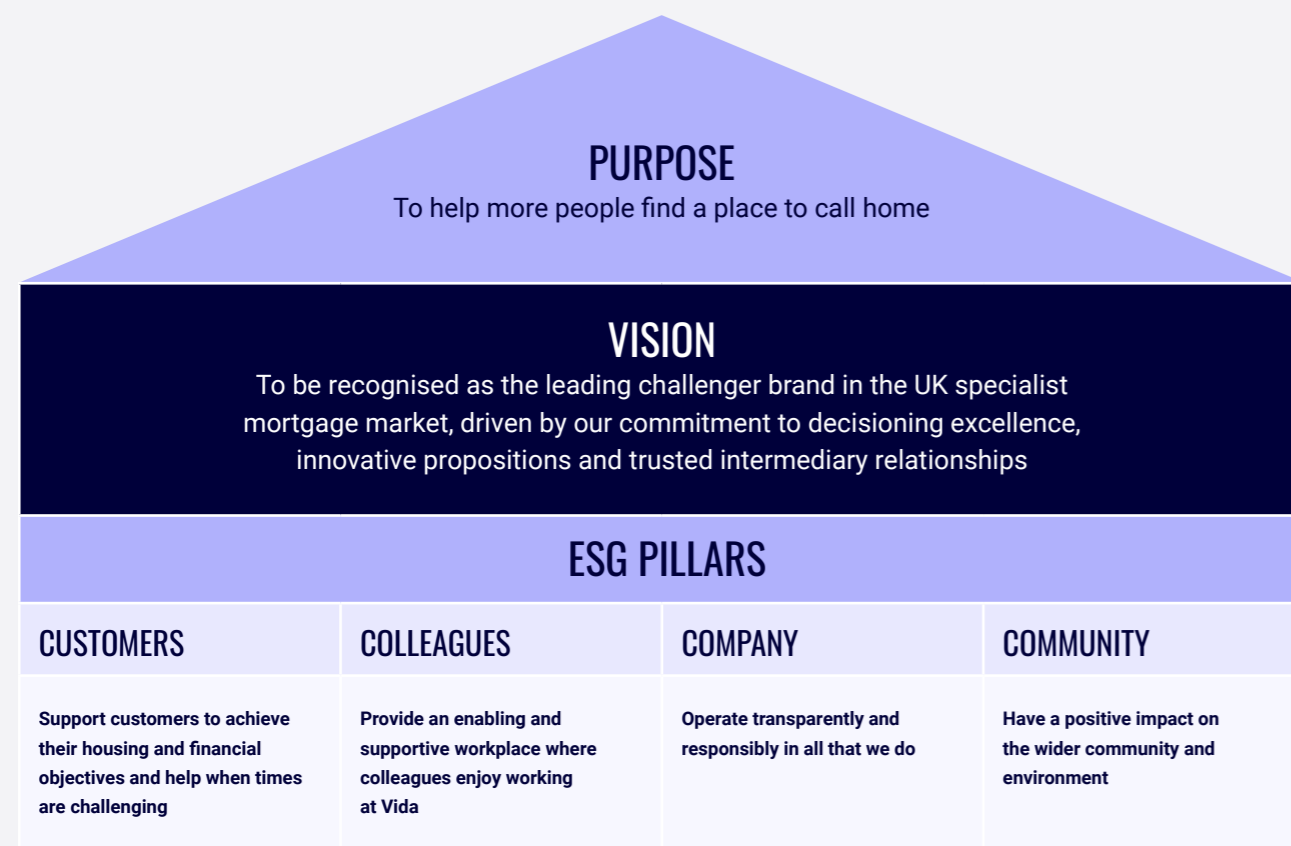 PURPOSE
To help more people find a place to call home
VISION
To be recognised as the leading challenger brand in the UK specialist
mortgage market, driven by our commitment to decisioning excellence,
innovative propositions and trusted intermediary relationships
ESG PILLARS
CUSTOMERS
Support customers to achieve
their housing and financial
objectives and help when times
are challenging
COLLEAGUES
Provide an enabling and
supportive workplace where
colleagues enjoy working
at Vida
COMPANY
Operate transparently and
responsibly in all that we do
COMMUNITY
Have a positive impact on
the wider community and
environment